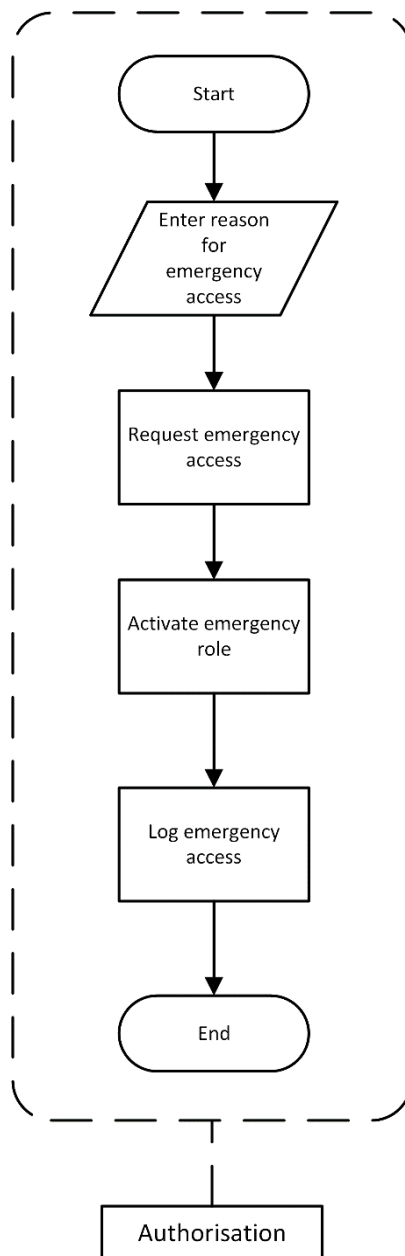 Start
Enter reason
for
emergency
access
Request emergency
access
Activate emergency
role
Log emergency
access
End
Authorisation